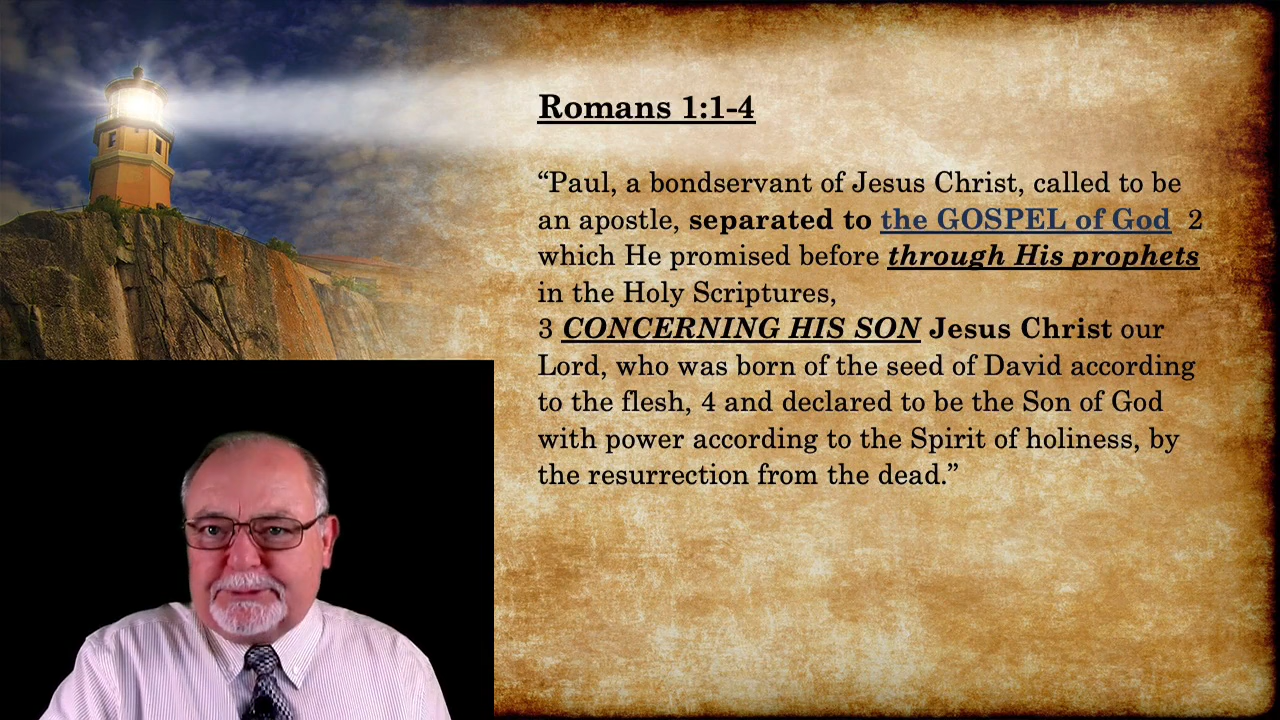 Romans 1:1-4
“Paul, a bondservant of Jesus Christ, called to be
an apostle, separated to the GOSPEL of God 2
which He promised before through His prophets
in the Holy Scriptures,
3 CONCERNING HIS SON Jesus Christ our
Lord, who was born of the seed of David according
to the flesh, 4 and declared to be the Son of God
with power according to the Spirit of holiness, by
the resurrection from the dead.”